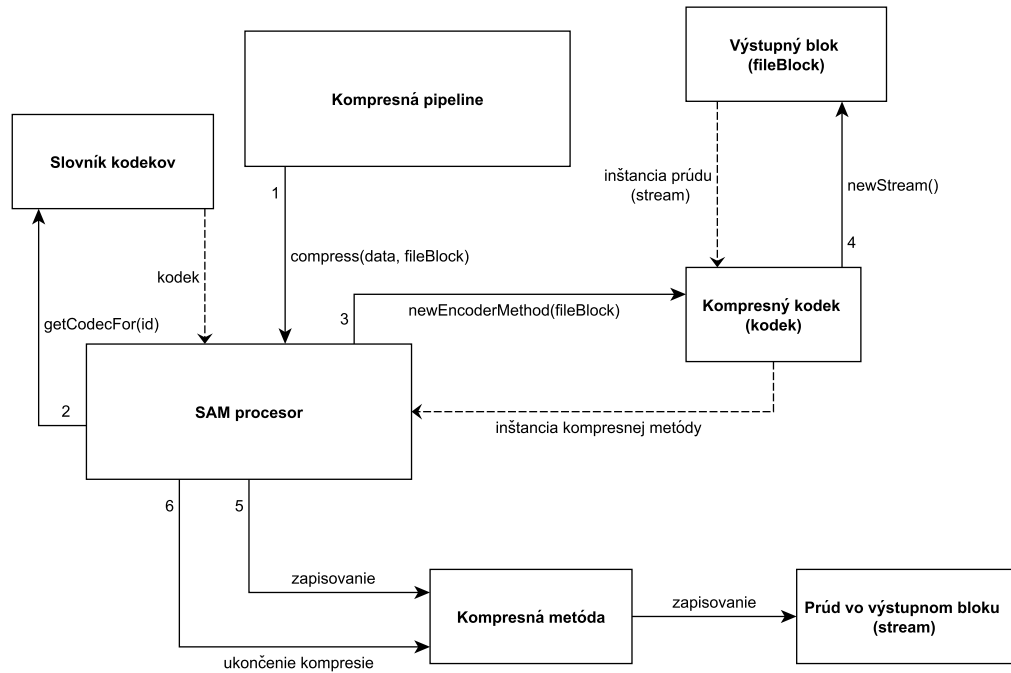 Výstupný blok
(fileBlock)
Kompresná pipeline
Slovník kodekov
1
inštancia prúdu
(stream)
newStream()
4
compress(data, fileBlock)
kodek
3
newEncoderMethod(fileBlock)
Kompresný kodek
(kodek)
getCodecFor(id)
2
SAM procesor
inštancia kompresnej metódy
6
5
zapisovanie
zapisovanie
Kompresná metóda
Prúd vo výstupnom bloku
(stream)
ukončenie kompresie